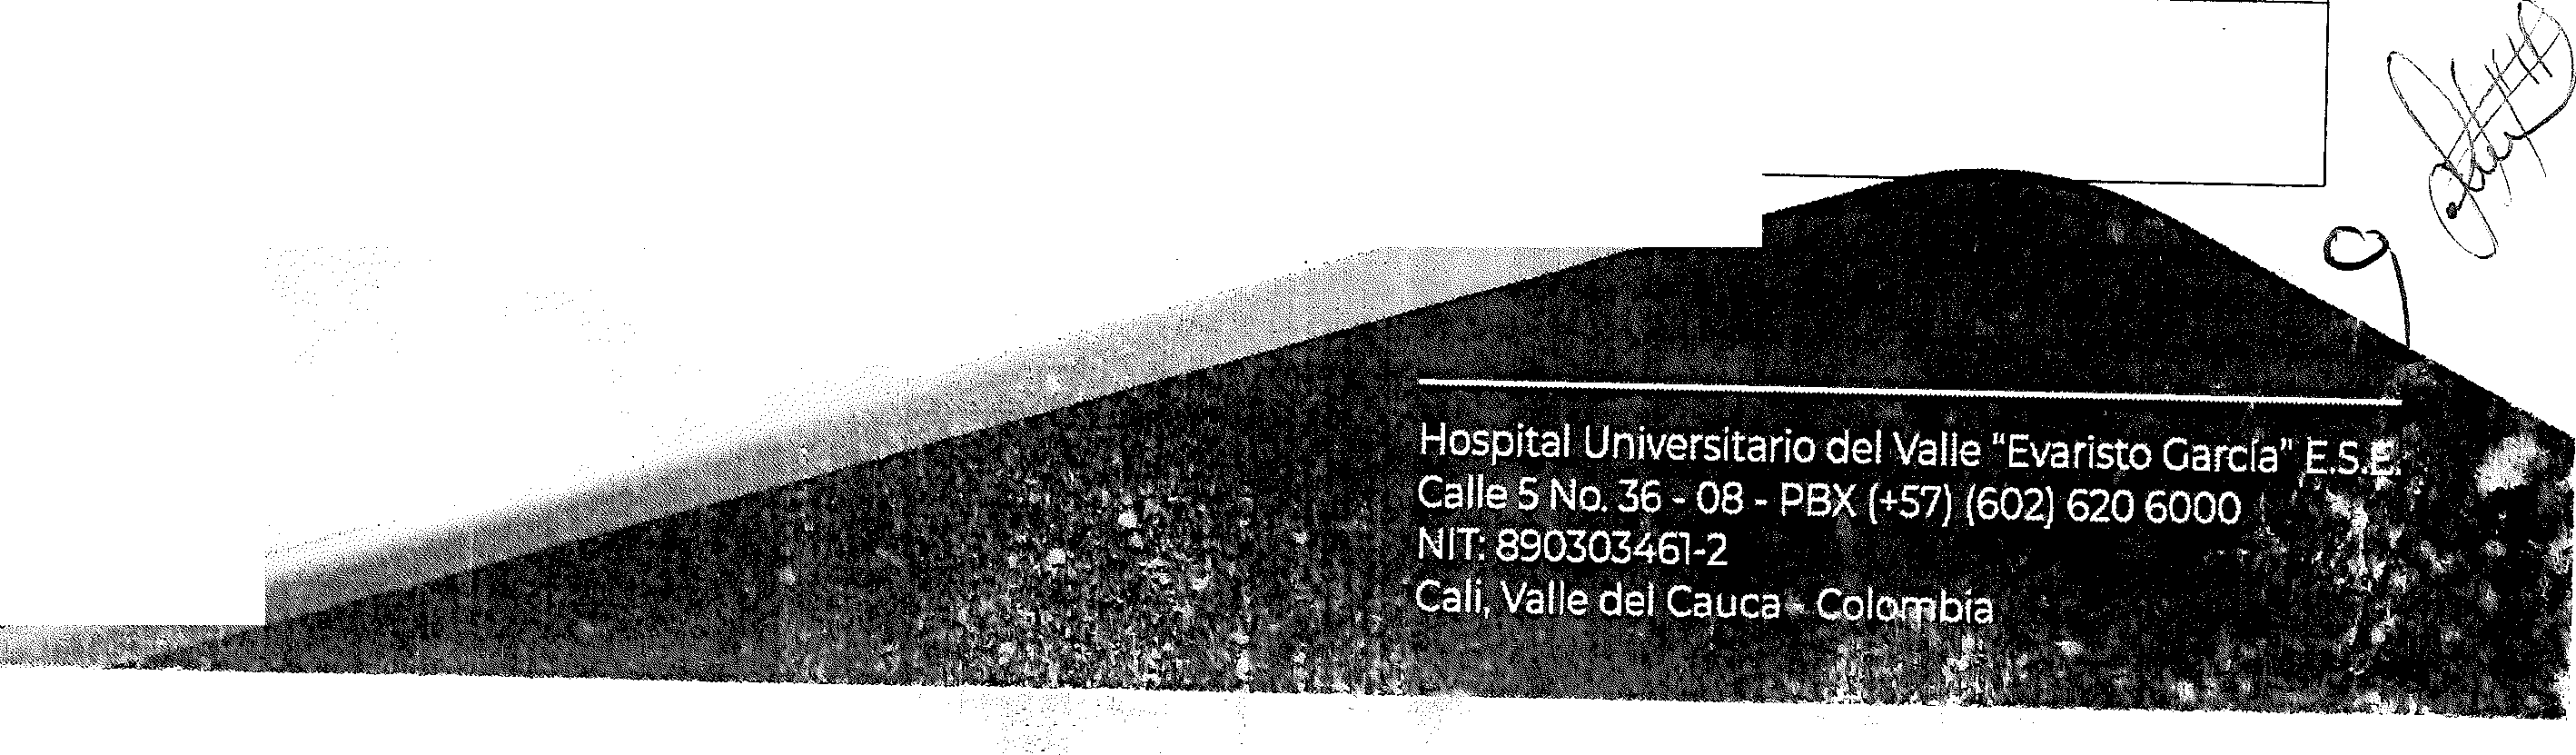 Hospital Universitario del Valle “Evaristo García” E.S.E.
Calle 5 No. 36 - 08 - PBX (+57) (602) 620 6000
NIT: 890303461-2
Cali, Valle del Cauca - Colombia